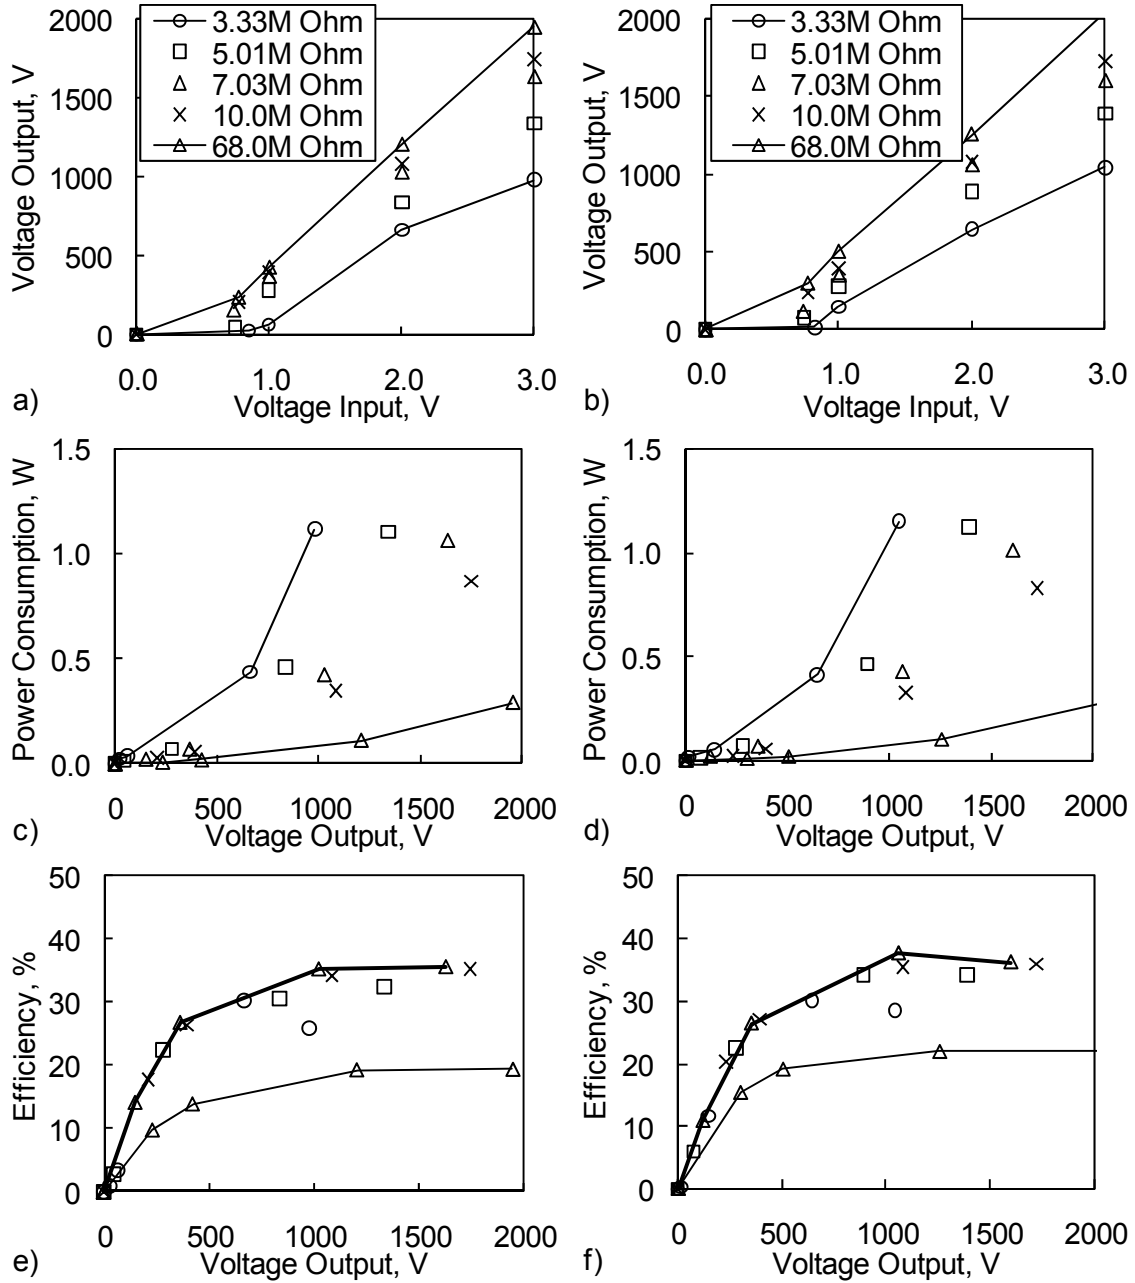 3.33M Ohm
5.01M Ohm
7.03M Ohm
10.0M Ohm
68.0M Ohm
2000
1500
1000
500
0
Voltage Output, V
0.0
1.0
2.0
3.0
a)
Voltage Input, V
3.33M Ohm
5.01M Ohm
7.03M Ohm
10.0M Ohm
68.0M Ohm
2000
1500
1000
500
0
Voltage Output, V
0.0
1.0
2.0
3.0
b)
Voltage Input, V
1.5
1.0
0.5
0.0
Power Consumption, W
0
500
1000
1500
2000
c)
Voltage Output, V
1.5
1.0
0.5
0.0
Power Consumption, W
0
500
1000
1500
2000
d)
Voltage Output, V
50
40
30
20
10
0
Efficiency, %
0
500
1000
1500
2000
e)
Voltage Output, V
50
40
30
20
10
0
Efficiency, %
0
500
1000
1500
2000
f)
Voltage Output, V